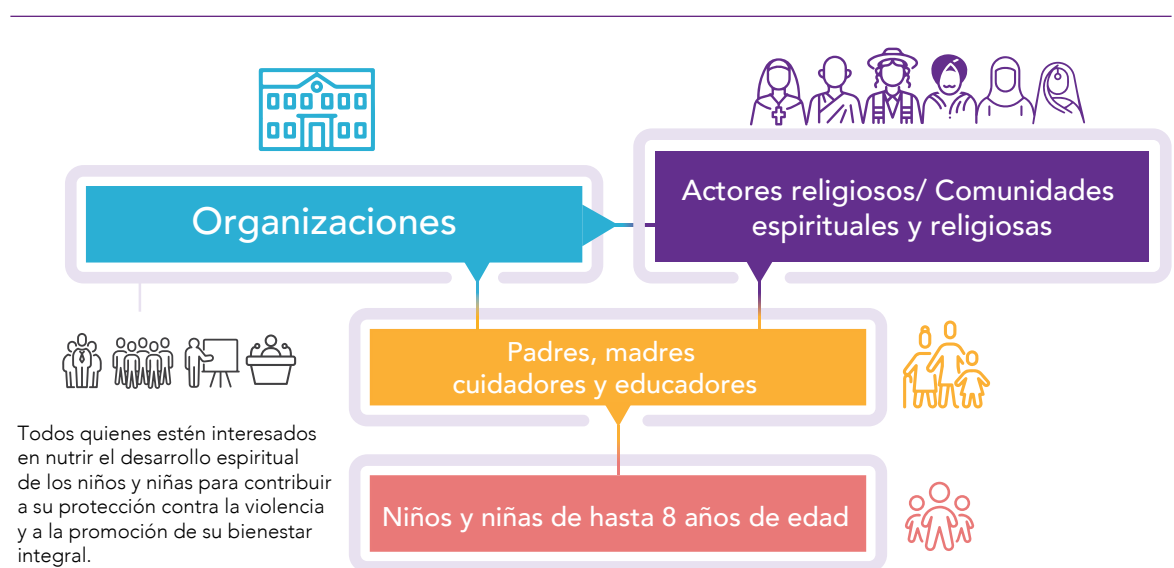 Organizaciones
Actores religiosos/ Comunidades
espirituales y religiosas
Padres, madres
cuidadores y educadores
Todos quienes estén interesados
en nutrir el desarrollo espiritual
de los niños y niñas para contribuir
a su protección contra la violencia
y a la promoción de su bienestar
integral.
Niños y niñas de hasta 8 años de edad